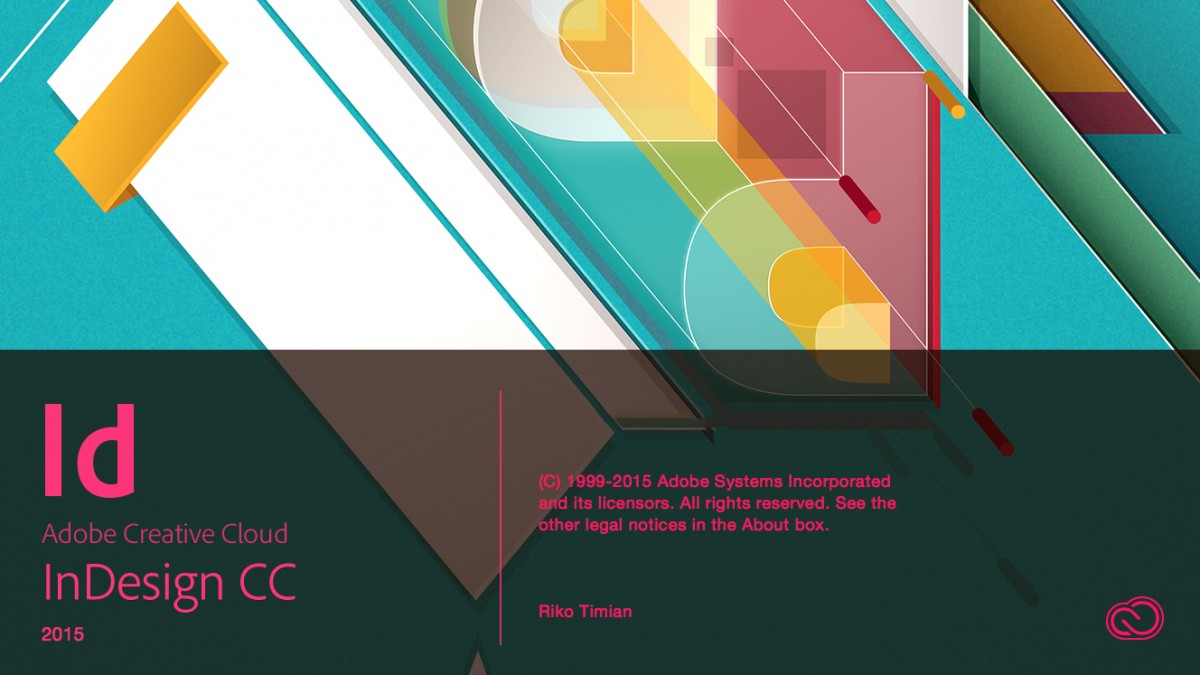 Id
Adobe Creative Cloud
InDesign CC
2015
(C) 1999-2015 Adobe Systems Incorporated
and its licensors. All rights reserved. See the
other legal notices in the About box.
Riko Timian